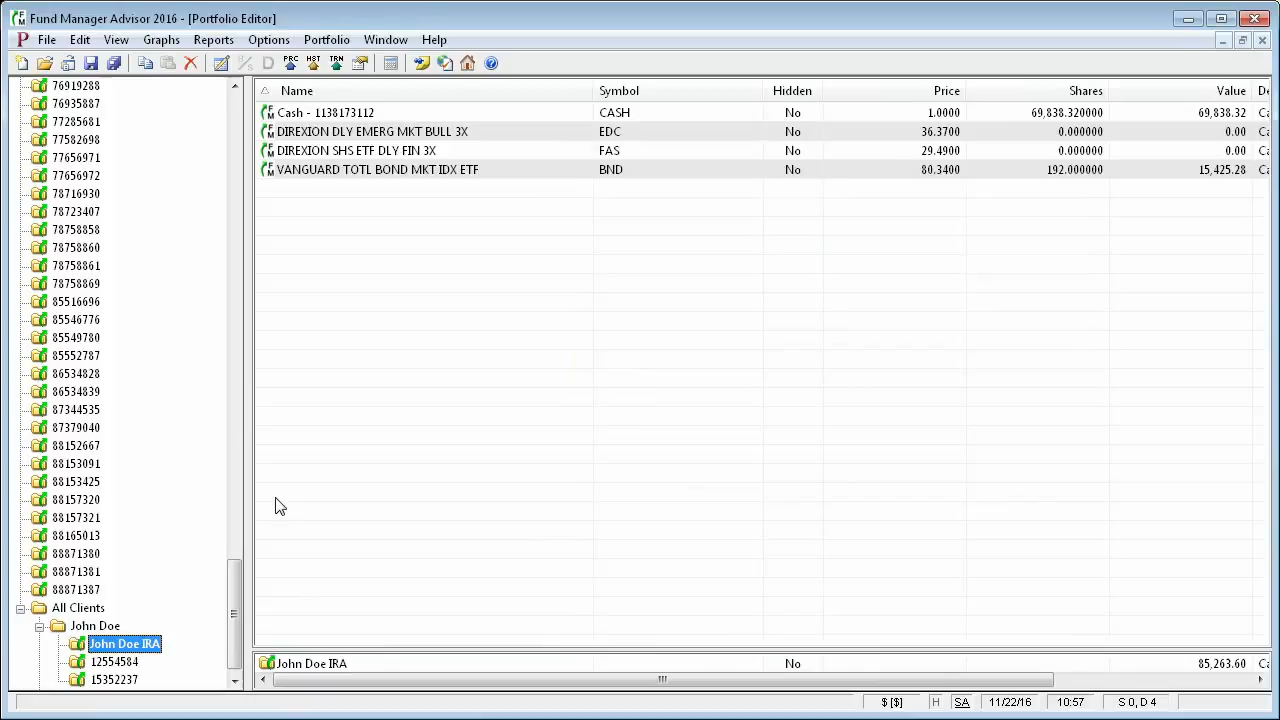 Fund Manager Advisor 2016 - [Portfolio Editor]
File Edit View Graphs Reports Options Portfolio Window Help
PRC HST TRN
Name Symbol Hidden Price Shares Value De
Cash - 1138173112 CASH No 1.0000 69,838.320000 69,838.32 Ca
DIREXION DLY EMERG MKT BULL 3X EDC No 36.3700 0.000000 0.00 Ca
DIREXION SHS ETF DLY FIN 3X FAS No 29.4900 0.000000 0.00 Ca
VANGUARD TOTL BOND MKT IDX ETF BND No 80.3400 192.000000 15,425.28 Ca
76919288
76935887
77285681
77582698
77656971
77656972
78716930
78723407
78758858
78758860
78758861
78758869
85516696
85546776
85549780
85552787
86534828
86534839
87344535
87379040
88152667
88153091
88153425
88157320
88157321
88165013
88871380
88871381
88871387
All Clients
John Doe
John Doe IRA
12554584
15352237
John Doe IRA No 85,263.60 Ca
$ [$] H SA 11/22/16 10:57 S 0, D 4